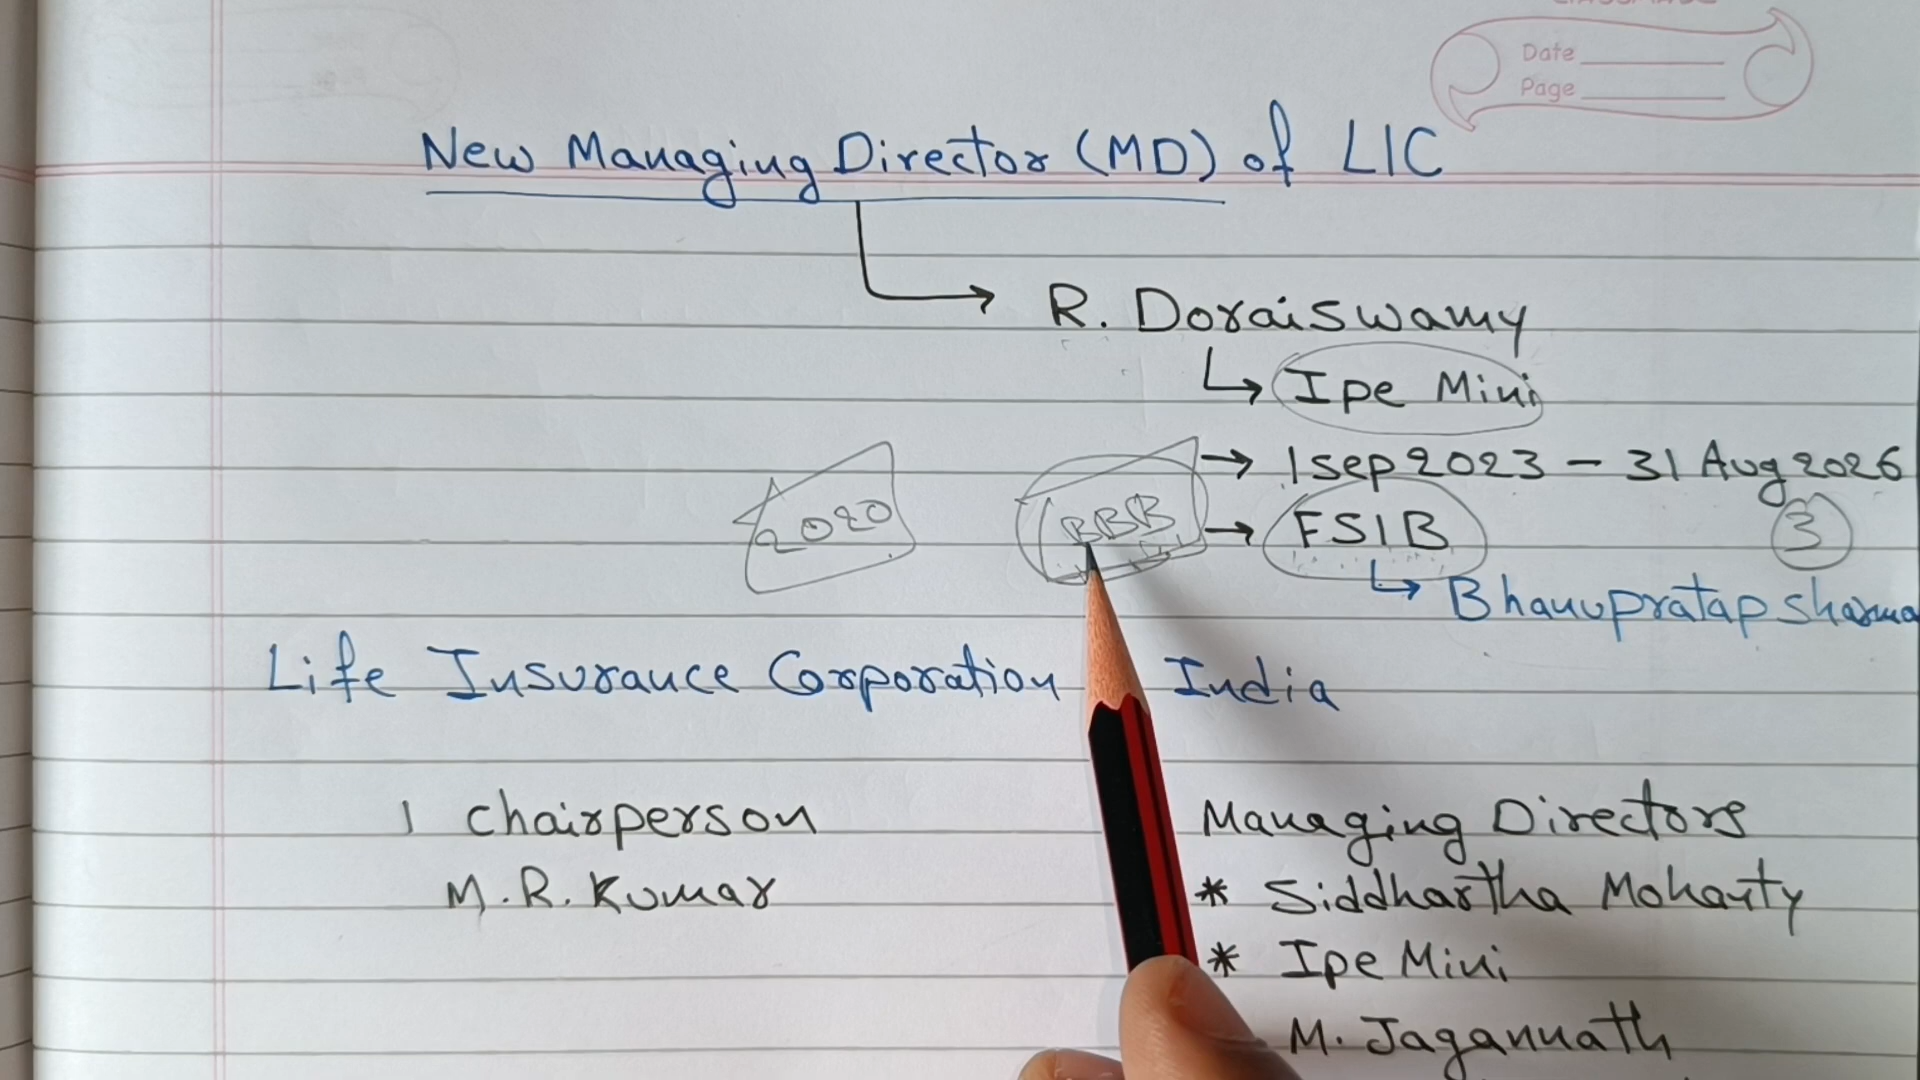 Date
Page
New Managing Director (MD) of LIC
R. Doraiswamy
Ipe Mini
1 sep 2023 - 31 Aug 2026
2020 BBB FSIB 3
Bhanupratap sharma
Life Insurance Corporation India
1 chairperson Managing Directors
M.R. Kumar * Siddhartha Mohanty
* Ipe Mini
M. Jagannath